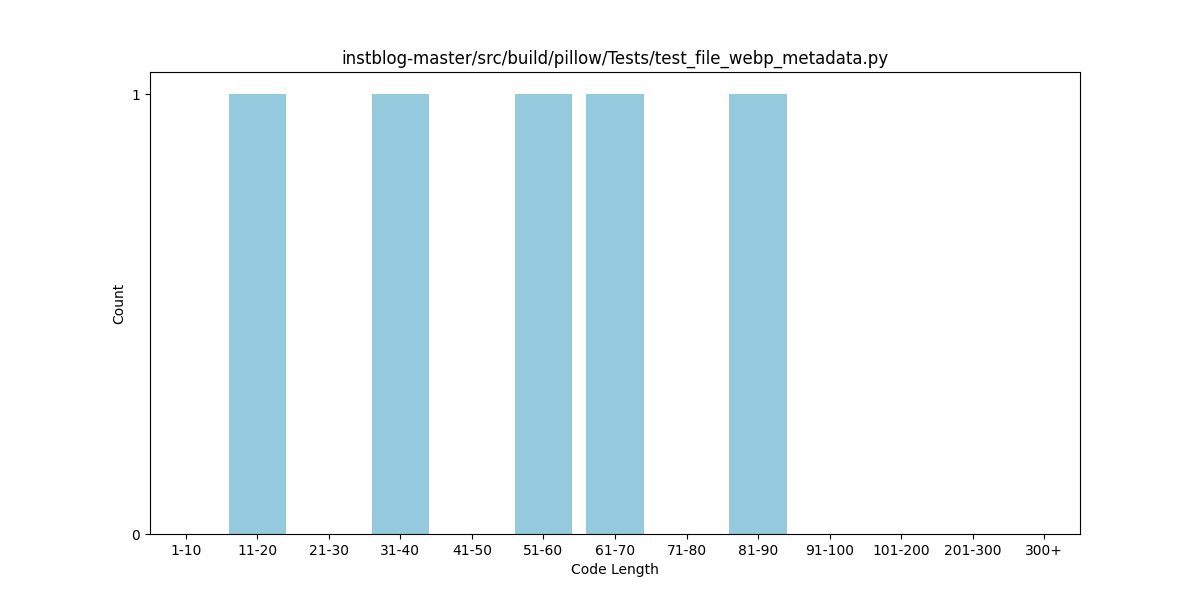 instblog-master/src/build/pillow/Tests/test_file_webp_metadata.py
1
Count
0
1-10 11-20 21-30 31-40 41-50 51-60 61-70 71-80 81-90 91-100 101-200 201-300 300+
Code Length